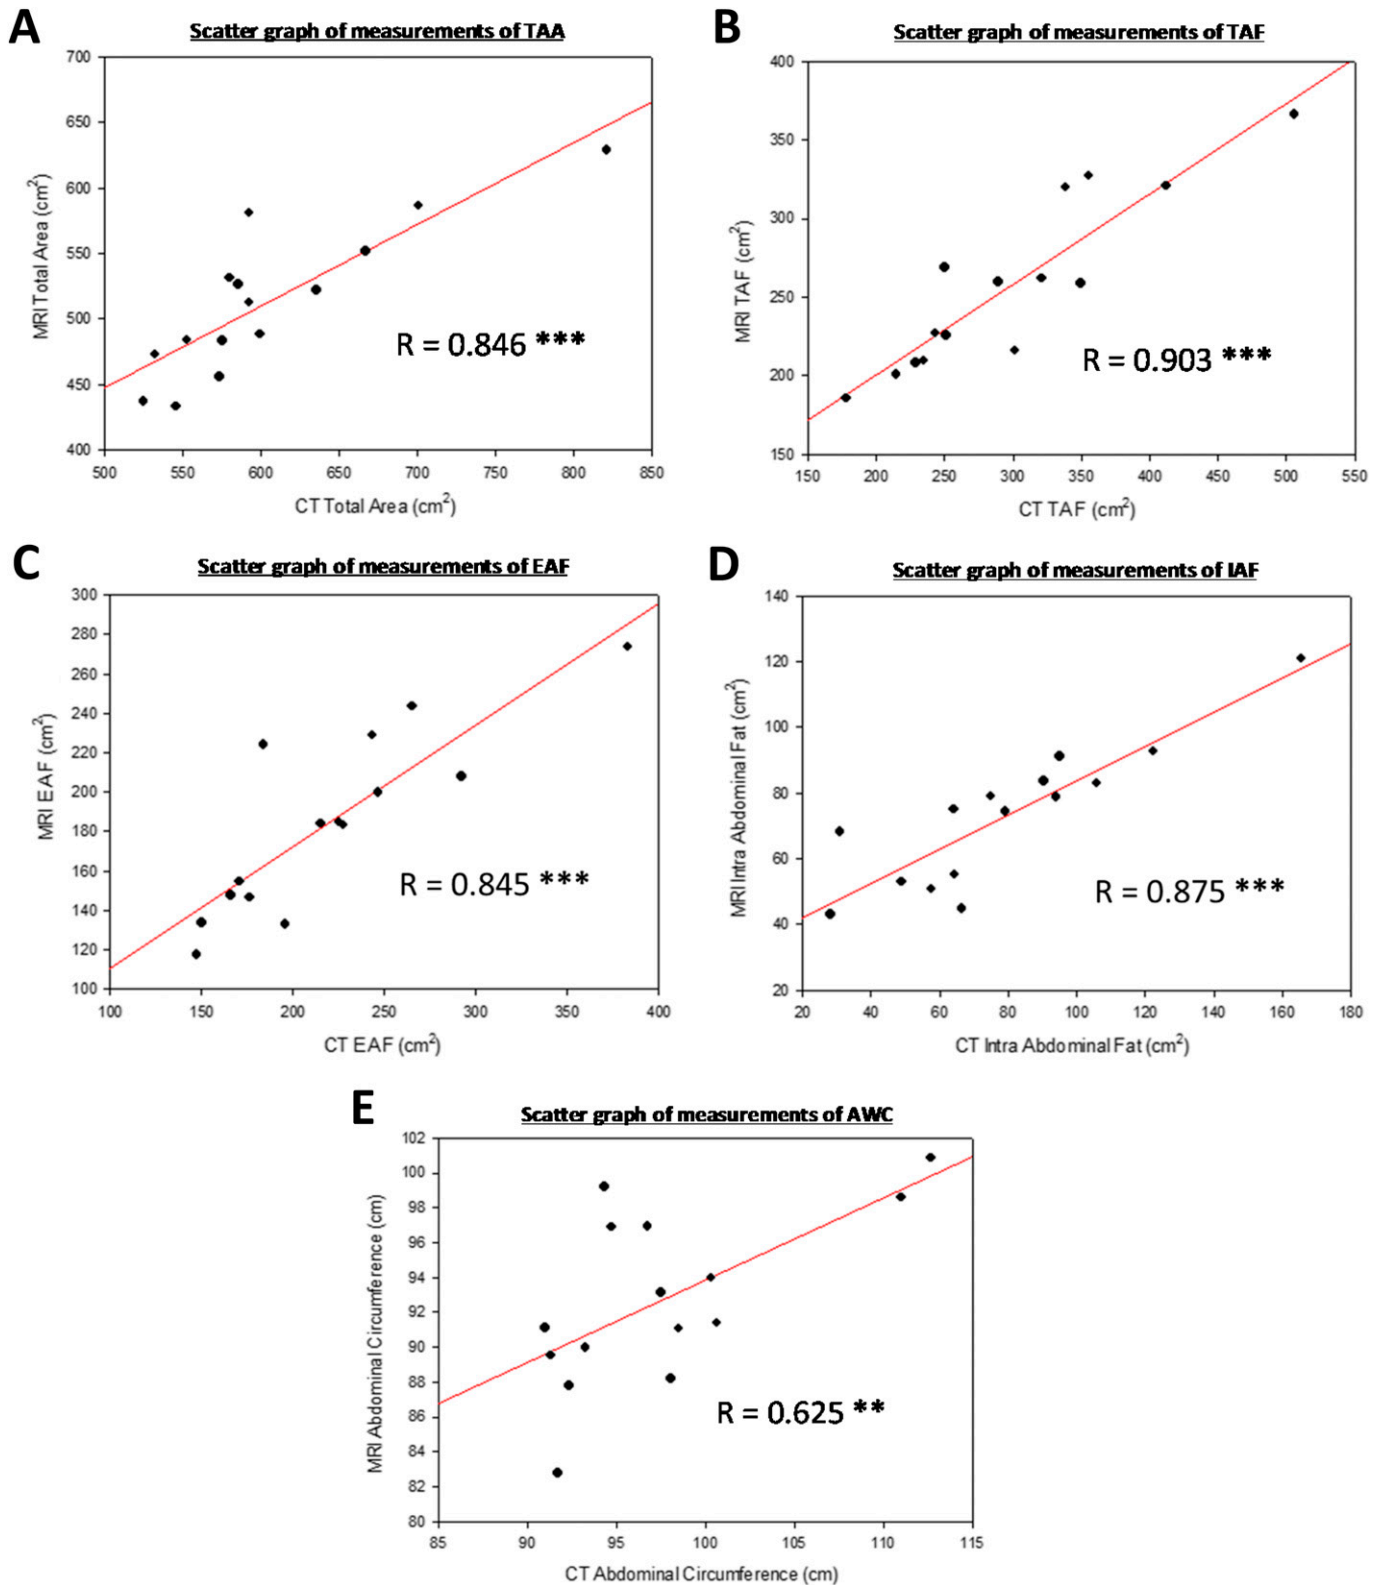 A
Scatter graph of measurements of TAA
700
650
600
550
500
450
400
MRI Total Area (cm²)
R = 0.846 ***
500 550 600 650 700 750 800 850
CT Total Area (cm²)
B
Scatter graph of measurements of TAF
400
350
300
250
200
150
MRI TAF (cm²)
R = 0.903 ***
150 200 250 300 350 400 450 500 550
CT TAF (cm²)
C
Scatter graph of measurements of EAF
300
280
260
240
220
200
180
160
140
120
100
MRI EAF (cm²)
R = 0.845 ***
100 150 200 250 300 350 400
CT EAF (cm²)
D
Scatter graph of measurements of IAF
140
120
100
80
60
40
20
MRI Intra Abdominal Fat (cm²)
R = 0.875 ***
20 40 60 80 100 120 140 160 180
CT Intra Abdominal Fat (cm²)
E
Scatter graph of measurements of AWC
102
100
98
96
94
92
90
88
86
84
82
80
MRI Abdominal Circumference (cm)
R = 0.625 **
85 90 95 100 105 110 115
CT Abdominal Circumference (cm)